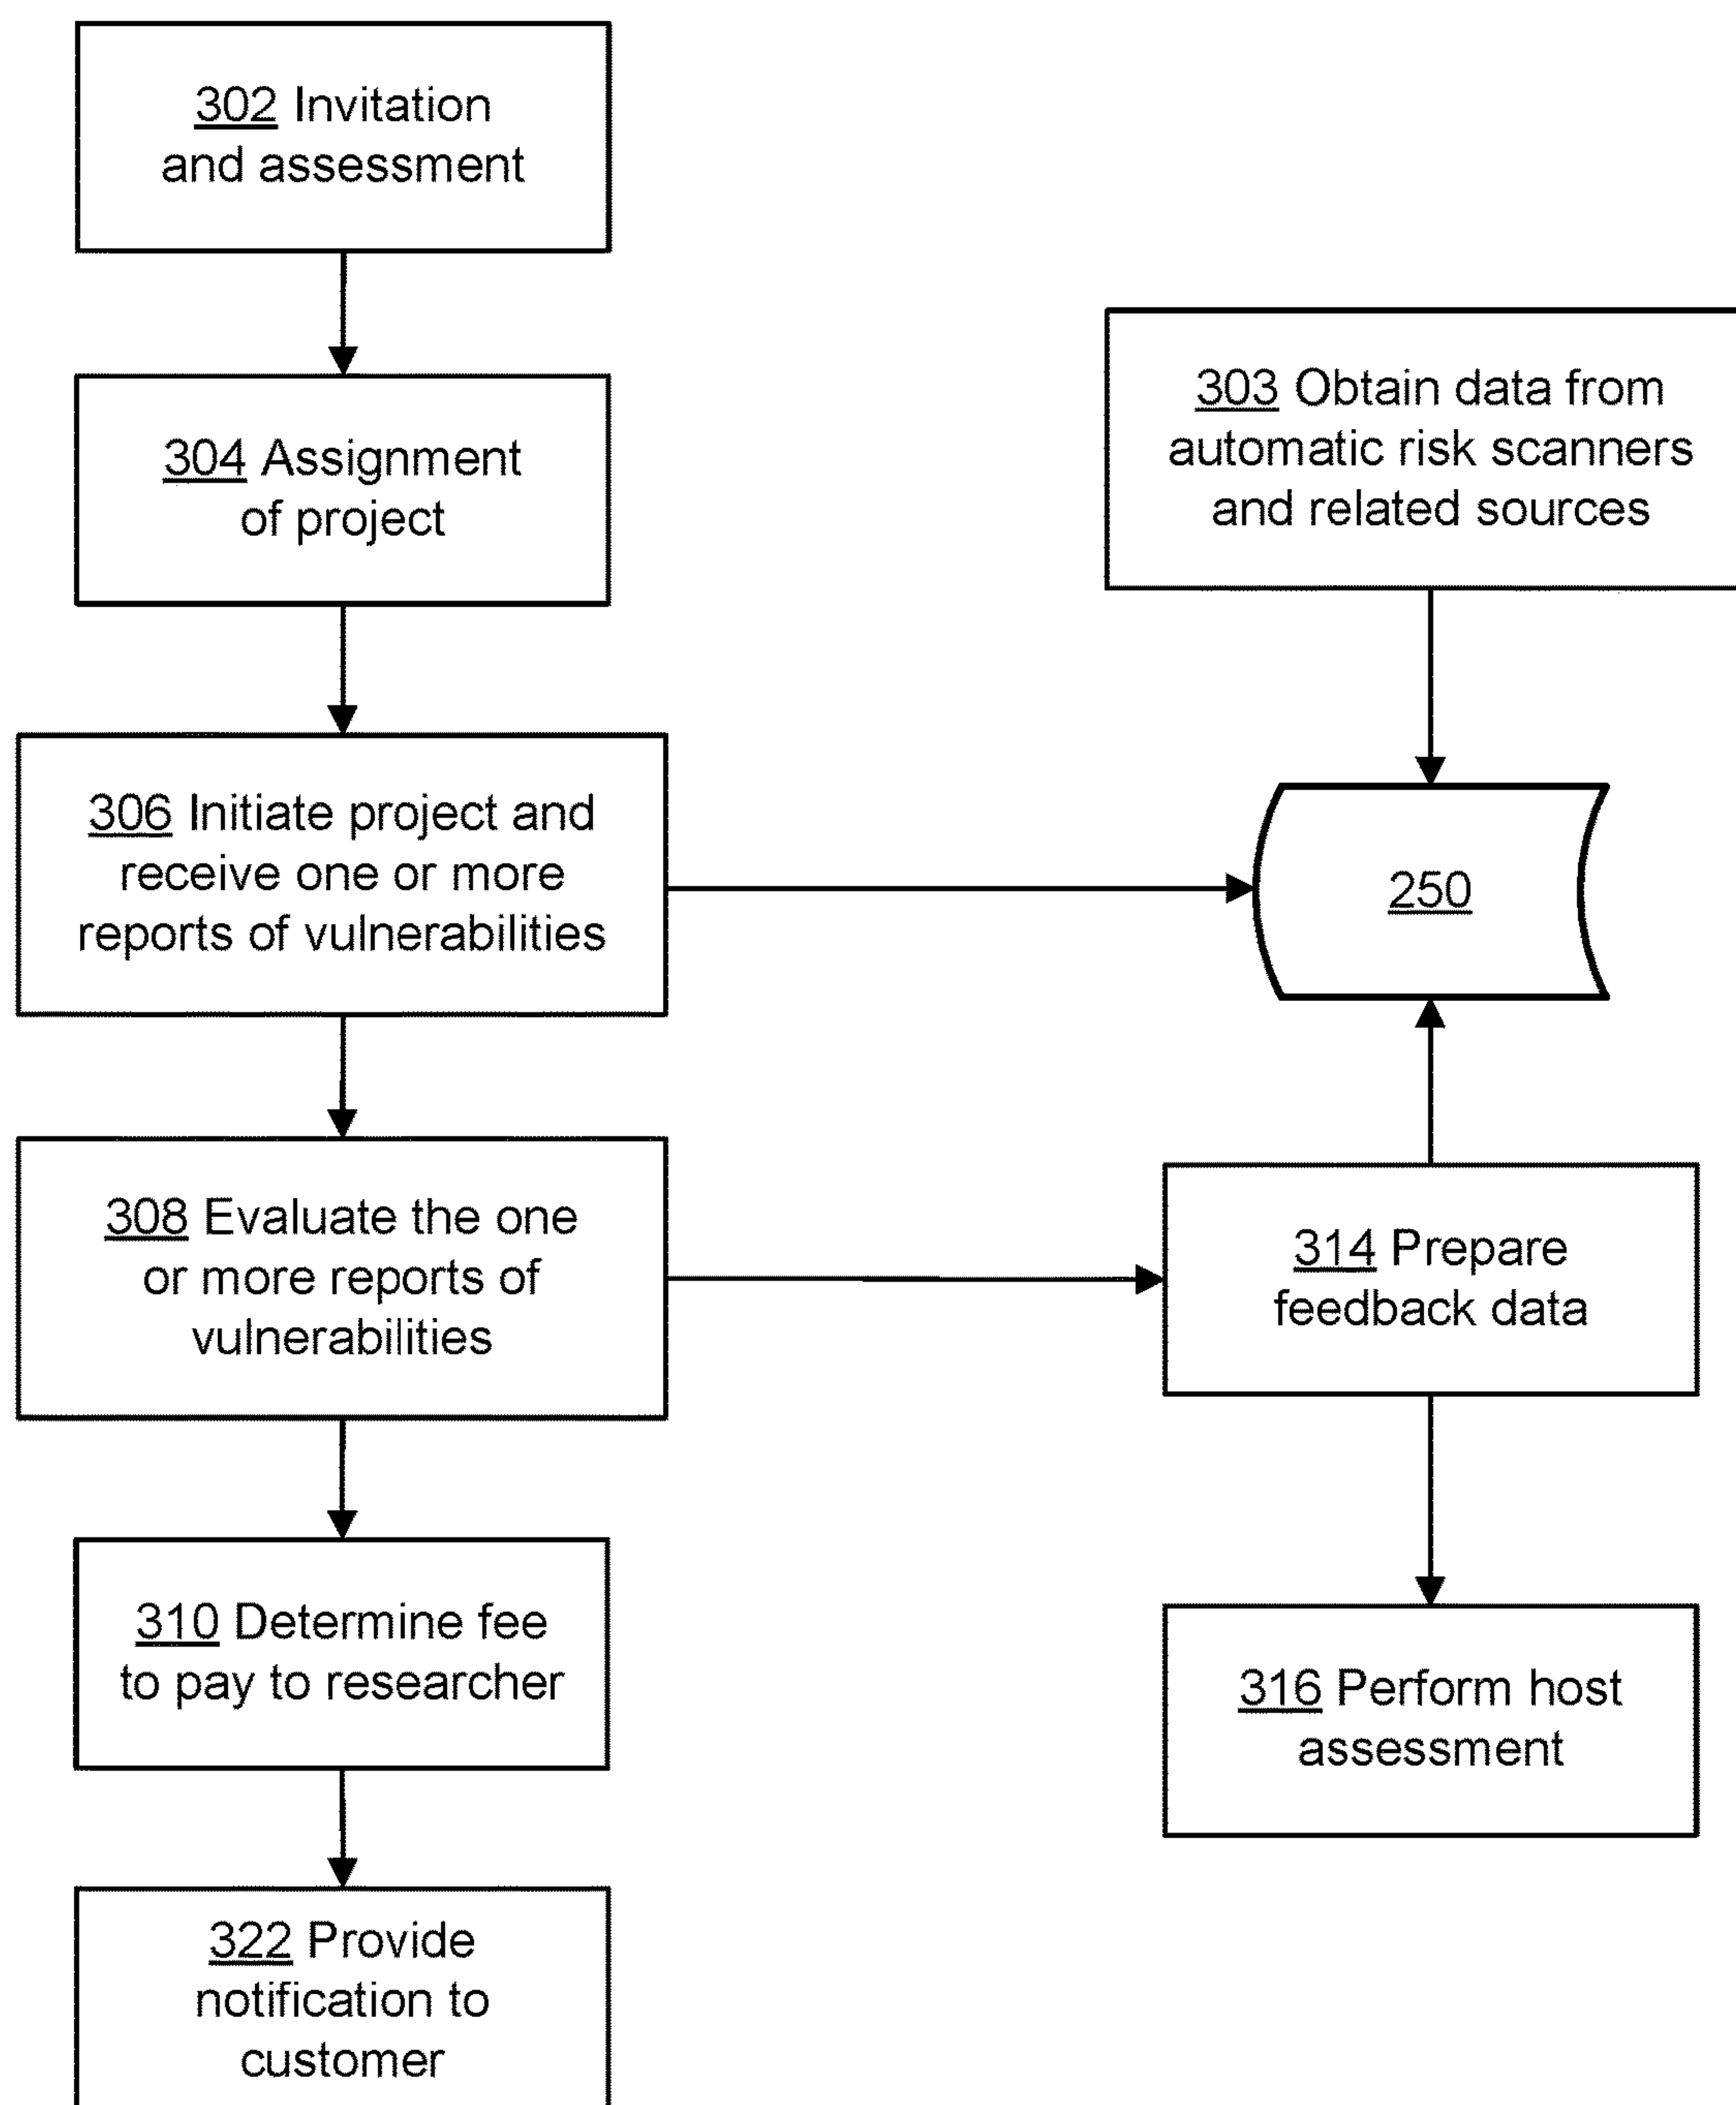 302 Invitation
and assessment
304 Assignment
of project
303 Obtain data from
automatic risk scanners
and related sources
306 Initiate project and
receive one or more
reports of vulnerabilities
250
308 Evaluate the one
or more reports of
vulnerabilities
314 Prepare
feedback data
310 Determine fee
to pay to researcher
316 Perform host
assessment
322 Provide
notification to
customer